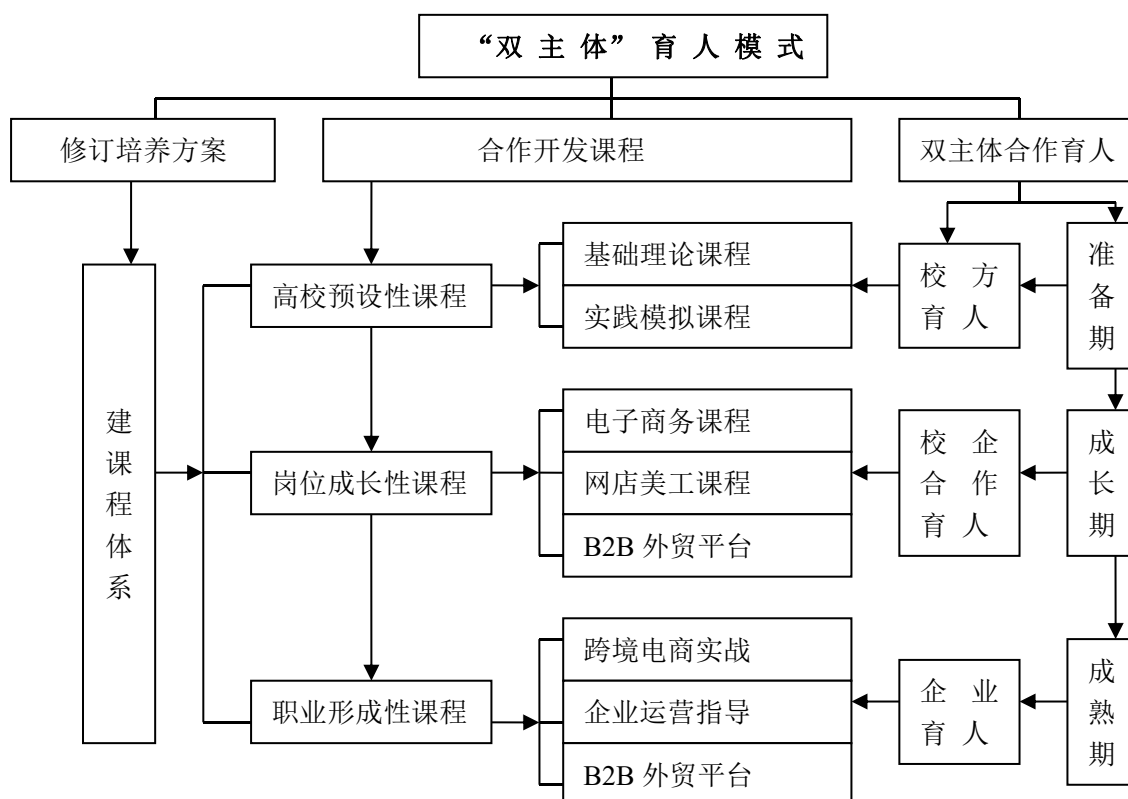 “双 主 体” 育 人 模 式
修订培养方案
合作开发课程
双主体合作育人
建
课
程
体
系
高校预设性课程
基础理论课程
实践模拟课程
校 方
育 人
准
备
期
岗位成长性课程
电子商务课程
网店美工课程
B2B 外贸平台
校 企
合 作
育 人
成
长
期
职业形成性课程
跨境电商实战
企业运营指导
B2B 外贸平台
企 业
育 人
成
熟
期